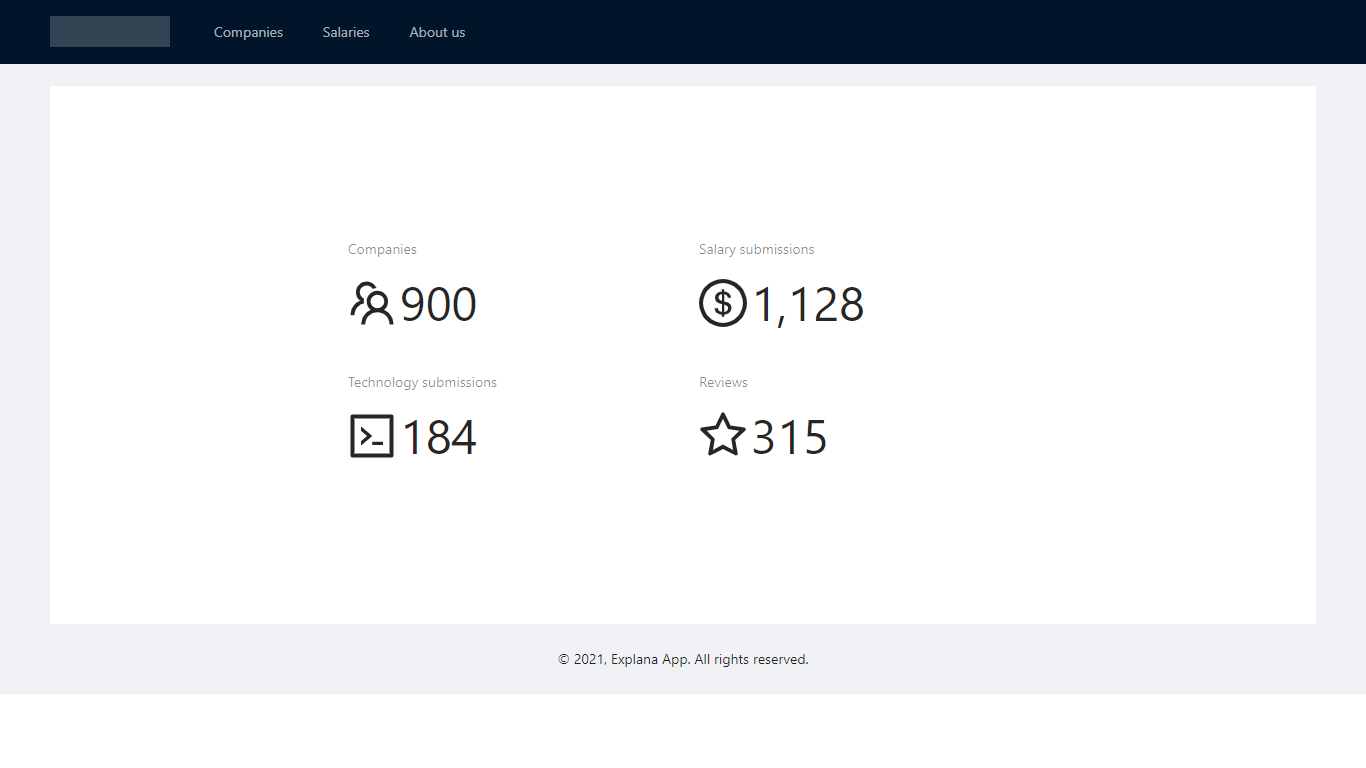 Companies Salaries About us
Companies Salary submissions
900 1,128
Technology submissions Reviews
184 315
© 2021, Explana App. All rights reserved.